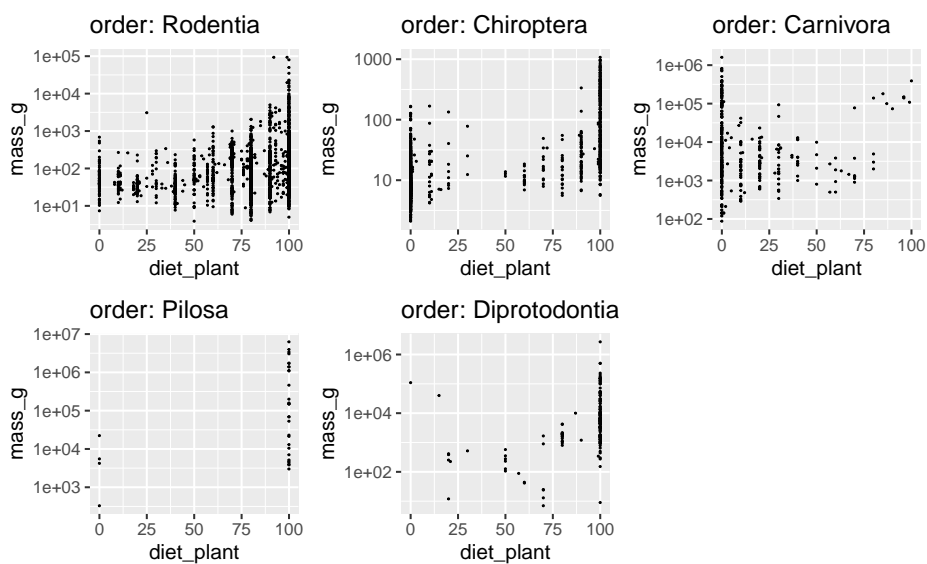 order: Rodentia
1e+05
1e+04
1e+03
1e+02
1e+01
mass_g
0 25 50 75 100
diet_plant
order: Chiroptera
1000
100
10
mass_g
0 25 50 75 100
diet_plant
order: Carnivora
1e+06
1e+05
1e+04
1e+03
1e+02
mass_g
0 25 50 75 100
diet_plant
order: Pilosa
1e+07
1e+06
1e+05
1e+04
1e+03
mass_g
0 25 50 75 100
diet_plant
order: Diprotodontia
1e+06
1e+04
1e+02
mass_g
0 25 50 75 100
diet_plant